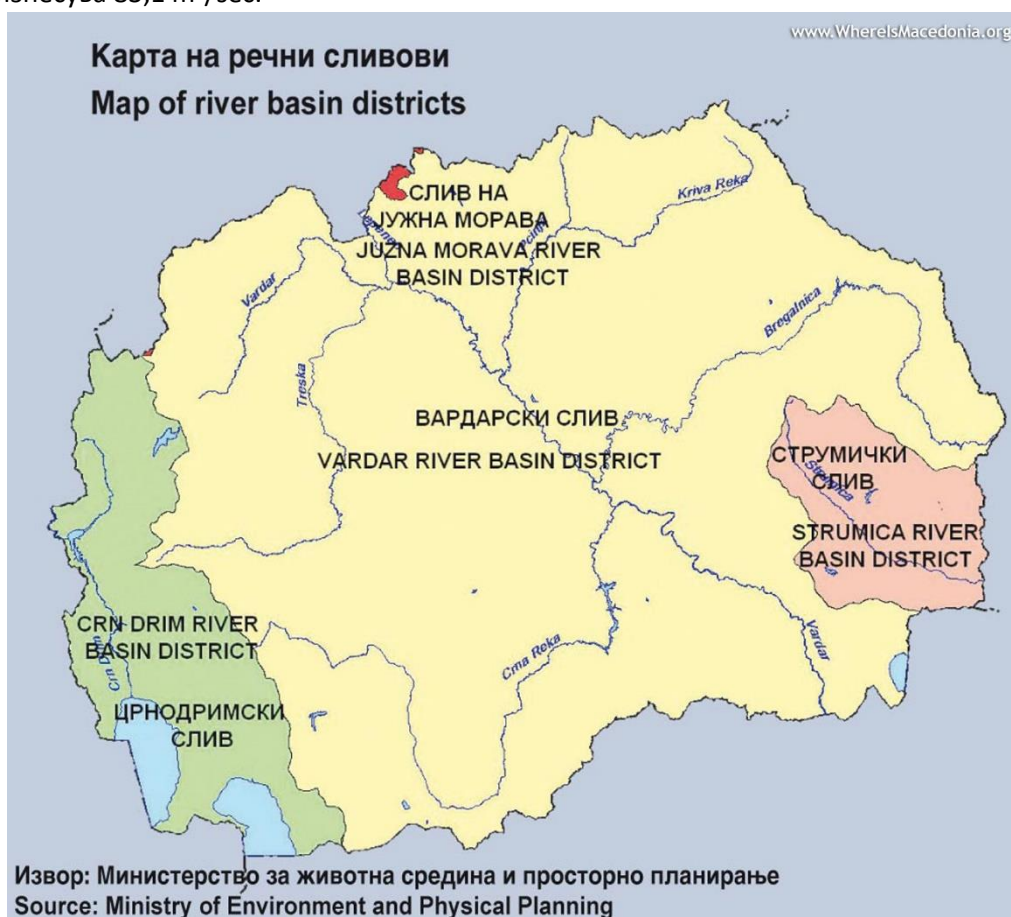 www.WhereIsMacedonia.org
Карта на речни сливови
Map of river basin districts
СЛИВ НА
ЈУЖНА МОРАВА
JUZNA MORAVA RIVER
BASIN DISTRICT
Kriva Reka
Pcinja
Vardar
Bregalnica
Treska
ВАРДАРСКИ СЛИВ
VARDAR RIVER BASIN DISTRICT
СТРУМИЧКИ
СЛИВ
Strumica
STRUMICA RIVER
BASIN DISTRICT
CRN DRIM RIVER
BASIN DISTRICT
Crn Drim
Crna Reka
Vardar
ЦРНОДРИМСКИ
СЛИВ
Извор: Министерство за животна средина и просторно планирање
Source: Ministry of Environment and Physical Planning